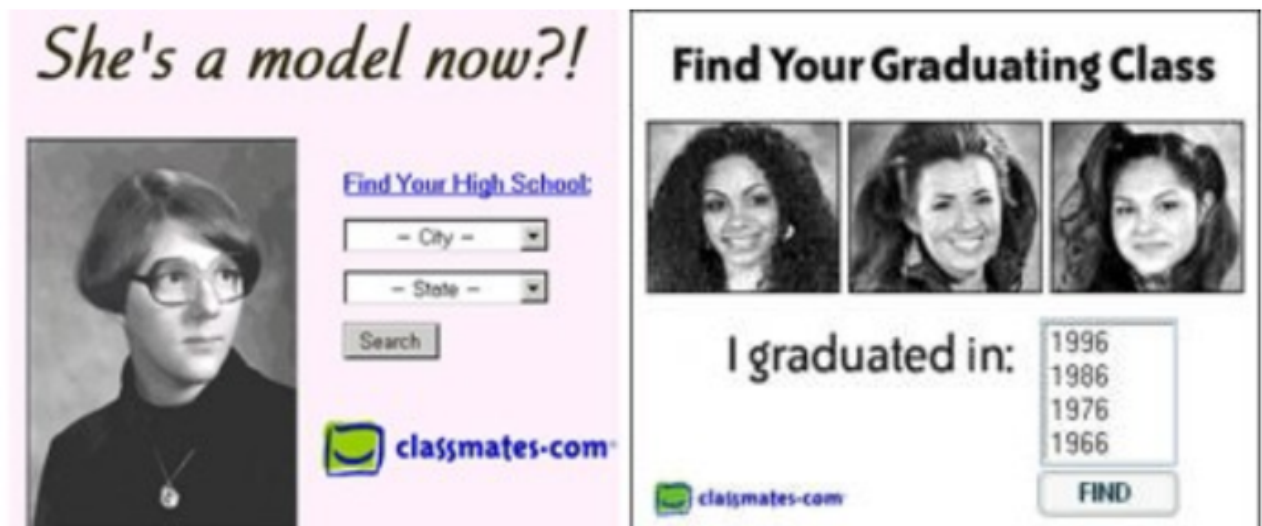 She's a model now?!
Find Your High School:
– City –
– State –
Search
classmates.com
Find Your Graduating Class
I graduated in:
1996
1986
1976
1966
FIND
classmates.com